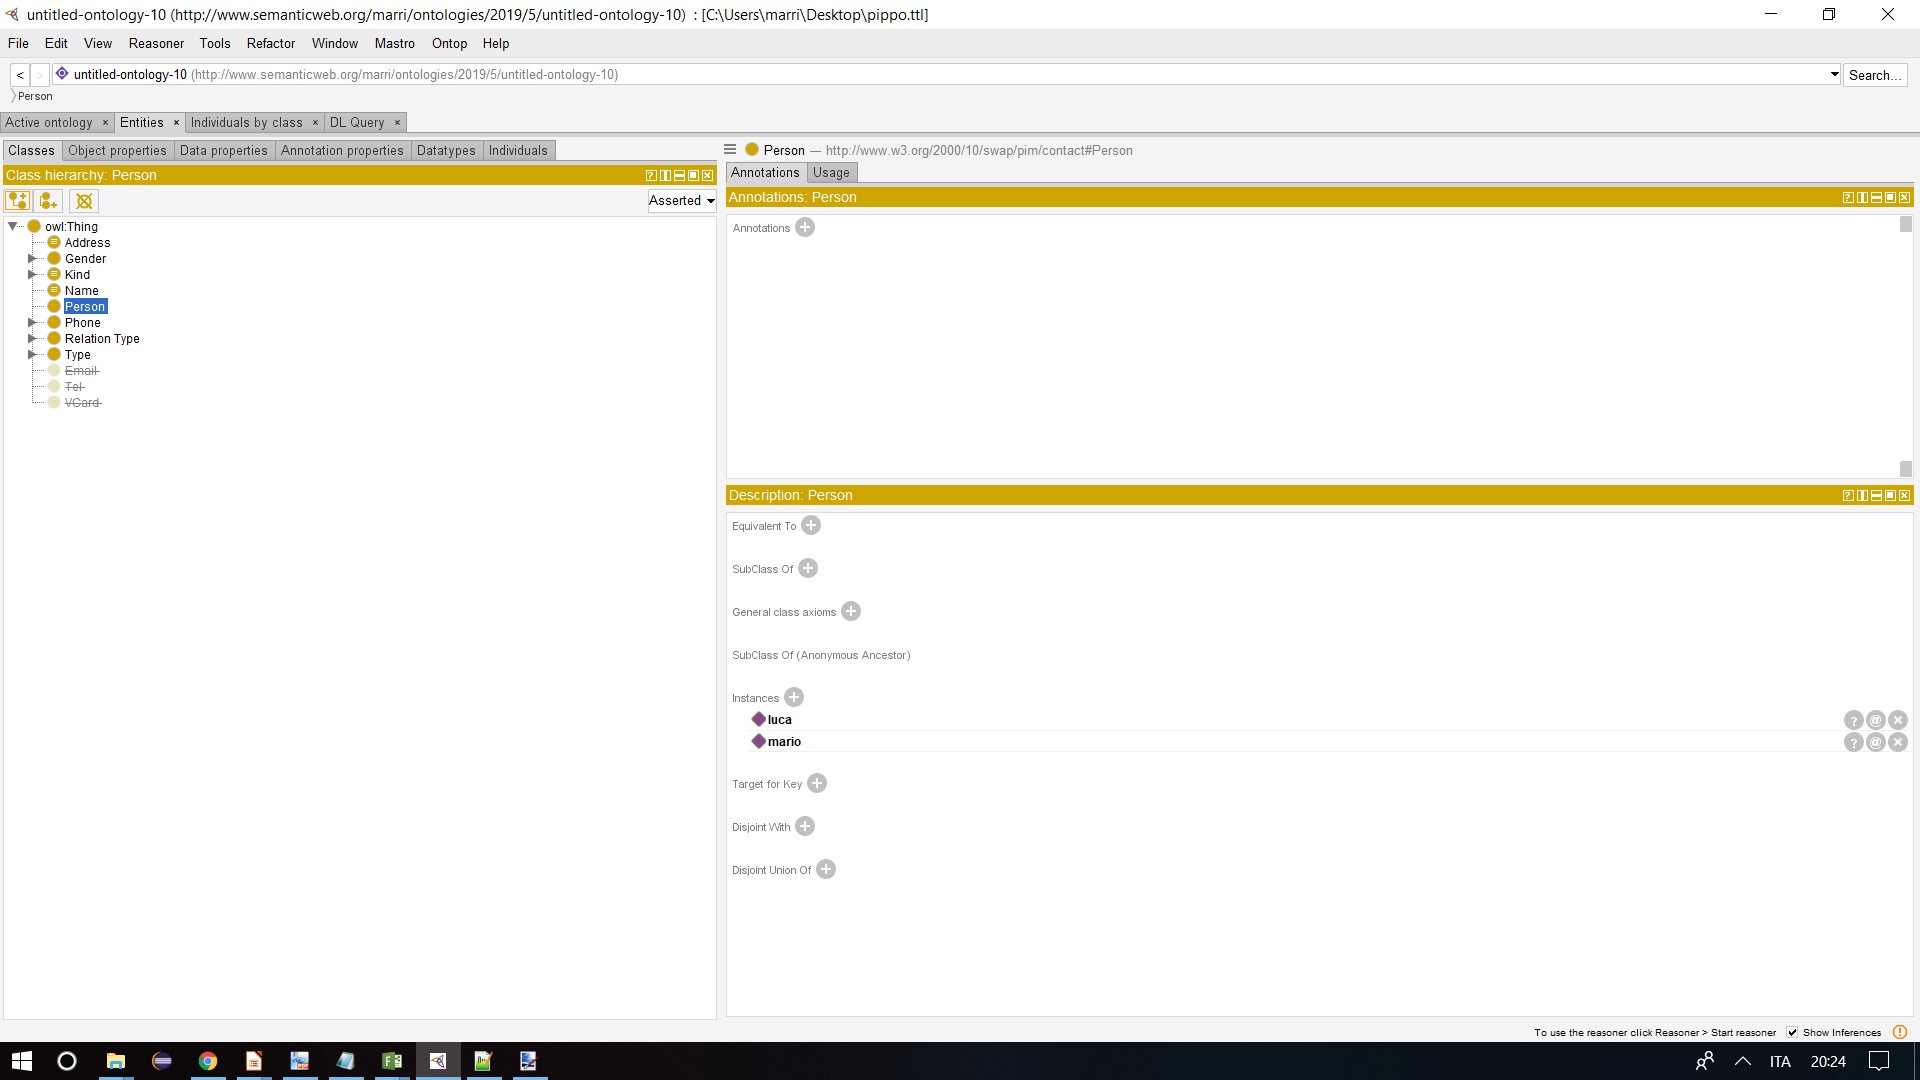 untitled-ontology-10 (http://www.semanticweb.org/marri/ontologies/2019/5/untitled-ontology-10)  : [C:\Users\marri\Desktop\pippo.ttl]
File Edit View Reasoner Tools Refactor Window Mastro Ontop Help
< > untitled-ontology-10 (http://www.semanticweb.org/marri/ontologies/2019/5/untitled-ontology-10) Search...
Person
Active ontology × Entities × Individuals by class × DL Query ×
Classes Object properties Data properties Annotation properties Datatypes Individuals
Class hierarchy: Person
Asserted
owl:Thing
Address
Gender
Kind
Name
Person
Phone
Relation Type
Type
Email
Tel
VCard
Person — http://www.w3.org/2000/10/swap/pim/contact#Person
Annotations Usage
Annotations: Person
Annotations
Description: Person
Equivalent To
SubClass Of
General class axioms
SubClass Of (Anonymous Ancestor)
Instances
luca
mario
Target for Key
Disjoint With
Disjoint Union Of
To use the reasoner click Reasoner > Start reasoner Show Inferences
ITA 20:24